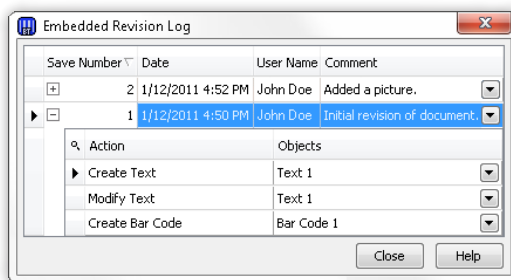 BT Embedded Revision Log
Save Number Date User Name Comment
2 1/12/2011 4:52 PM John Doe Added a picture.
1 1/12/2011 4:50 PM John Doe Initial revision of document.
Action Objects
Create Text Text 1
Modify Text Text 1
Create Bar Code Bar Code 1
Close Help